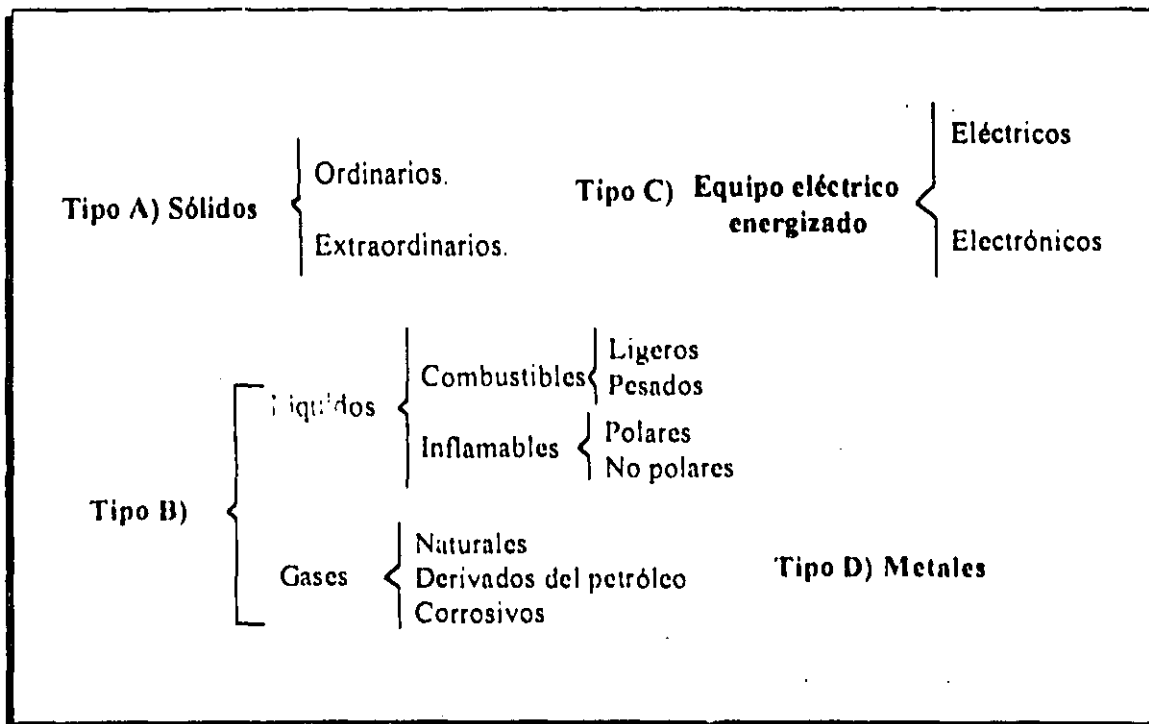 Tipo A) Sólidos
Ordinarios.
Extraordinarios.
Tipo C) Equipo eléctrico
energizado
Eléctricos
Electrónicos
Tipo B)
Líquidos
Combustibles
Ligeros
Pesados
Inflamables
Polares
No polares
Gases
Naturales
Derivados del petróleo
Corrosivos
Tipo D) Metales